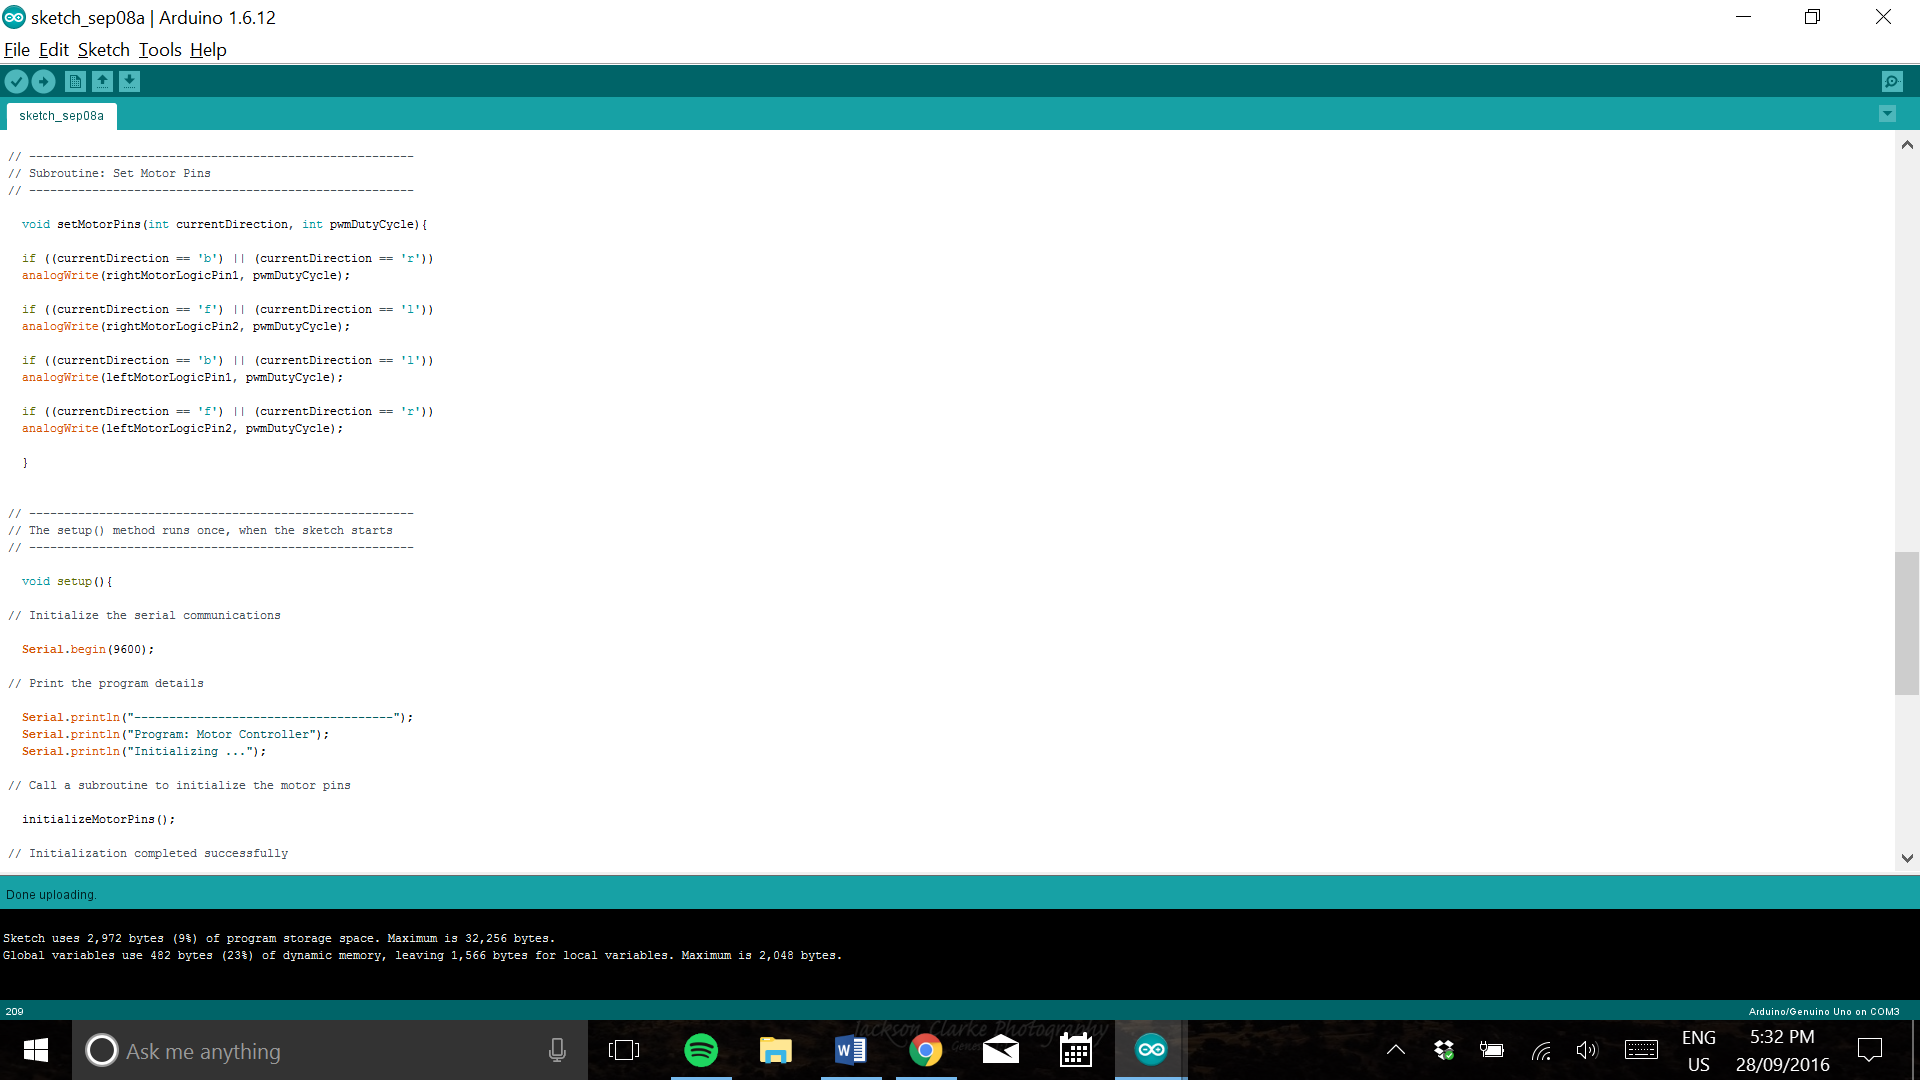 sketch_sep08a | Arduino 1.6.12
File Edit Sketch Tools Help
sketch_sep08a
// -------------------------------------------------------
// Subroutine: Set Motor Pins
// -------------------------------------------------------
void setMotorPins(int currentDirection, int pwmDutyCycle){
if ((currentDirection == 'b') || (currentDirection == 'r'))
analogWrite(rightMotorLogicPin1, pwmDutyCycle);
if ((currentDirection == 'f') || (currentDirection == 'l'))
analogWrite(rightMotorLogicPin2, pwmDutyCycle);
if ((currentDirection == 'b') || (currentDirection == 'l'))
analogWrite(leftMotorLogicPin1, pwmDutyCycle);
if ((currentDirection == 'f') || (currentDirection == 'r'))
analogWrite(leftMotorLogicPin2, pwmDutyCycle);
}
// -------------------------------------------------------
// The setup() method runs once, when the sketch starts
// -------------------------------------------------------
void setup(){
// Initialize the serial communications
Serial.begin(9600);
// Print the program details
Serial.println("-------------------------------------");
Serial.println("Program: Motor Controller");
Serial.println("Initializing ...");
// Call a subroutine to initialize the motor pins
initializeMotorPins();
// Initialization completed successfully
Done uploading.
Sketch uses 2,972 bytes (9%) of program storage space. Maximum is 32,256 bytes.
Global variables use 482 bytes (23%) of dynamic memory, leaving 1,566 bytes for local variables. Maximum is 2,048 bytes.
209
Arduino/Genuino Uno on COM3
Jackson Clarke Photography
Ask me anything
ENG
US
5:32 PM
28/09/2016